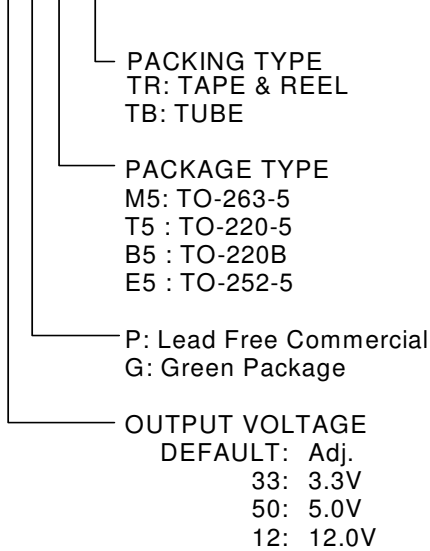 PACKING TYPE
TR: TAPE & REEL
TB: TUBE
PACKAGE TYPE
M5: TO-263-5
T5 : TO-220-5
B5 : TO-220B
E5 : TO-252-5
P: Lead Free Commercial
G: Green Package
OUTPUT VOLTAGE
DEFAULT: Adj.
33: 3.3V
50: 5.0V
12: 12.0V